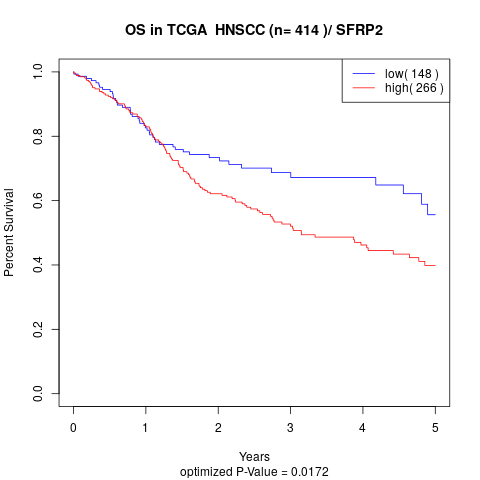 OS in TCGA  HNSCC (n= 414 )/ SFRP2
low( 148 )
high( 266 )
Percent Survival
1.0
0.8
0.6
0.4
0.2
0.0
0 1 2 3 4 5
Years
optimized P-Value = 0.0172